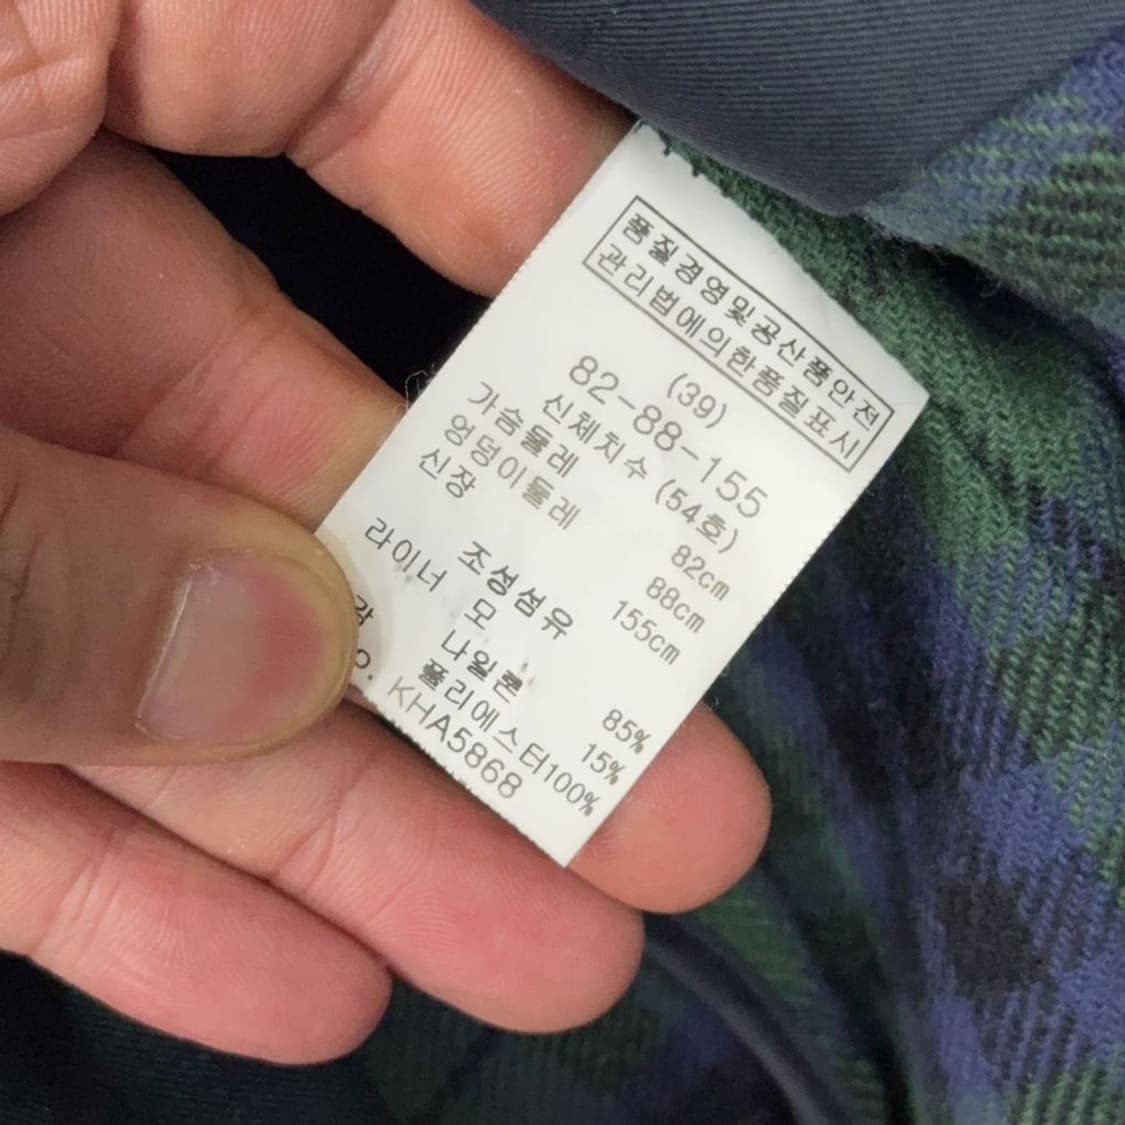 품질경영및공산품안전
관리법에의한품질표시
(39)
82-88-155
신체치수 (54호)
가슴둘레 82cm
엉덩이둘레 88cm
신장 155cm
조성섬유
라이너 모 85%
나일론 15%
감 폴리에스터100%
O. KHA5868